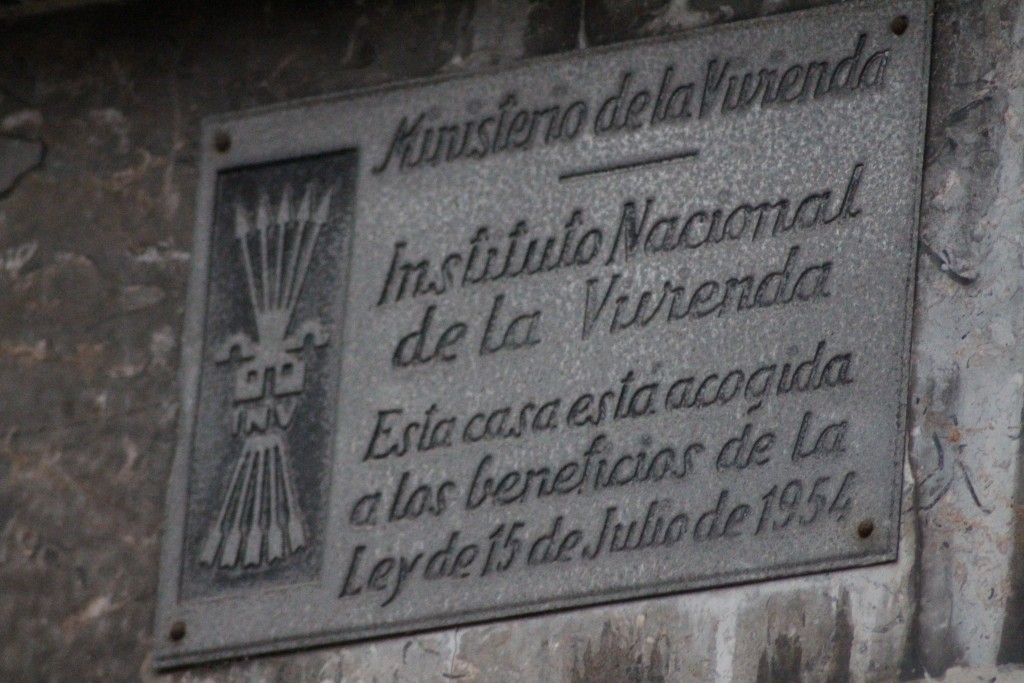 Ministerio de la Vivienda
Instituto Nacional
de la Vivienda
Esta casa está acogida
a los beneficios de la
Ley de 15 de Julio de 1954
INV